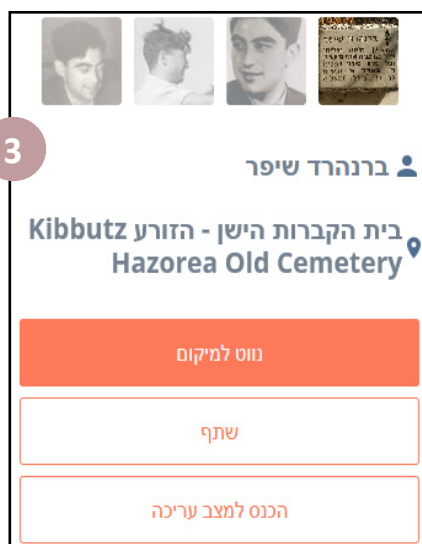 3
ברנהרד שיפר
בית הקברות הישן - הזורע Kibbutz
Hazorea Old Cemetery
נווט למיקום
שתף
הכנס למצב עריכה